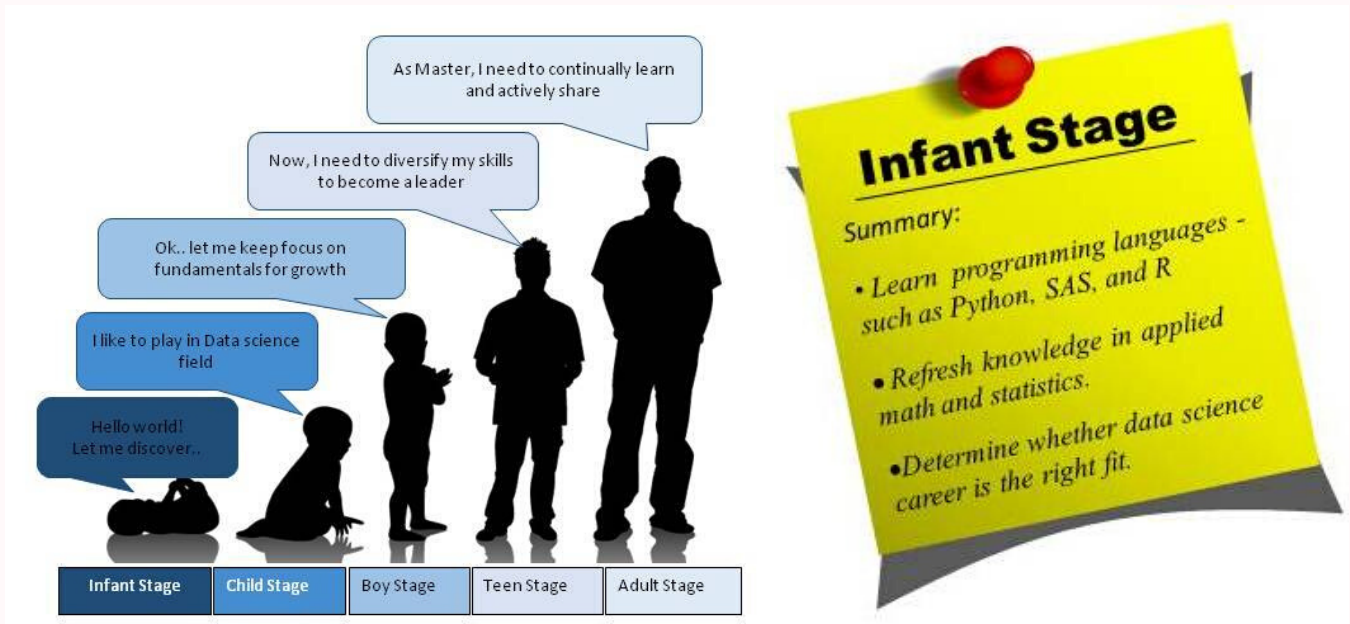 As Master, I need to continually learn
and actively share
Now, I need to diversify my skills
to become a leader
Ok.. let me keep focus on
fundamentals for growth
I like to play in Data science
field
Hello world!
Let me discover..
Infant Stage
Child Stage
Boy Stage
Teen Stage
Adult Stage
Infant Stage
Summary:
• Learn programming languages -
such as Python, SAS, and R
• Refresh knowledge in applied
math and statistics.
•Determine whether data science
career is the right fit.